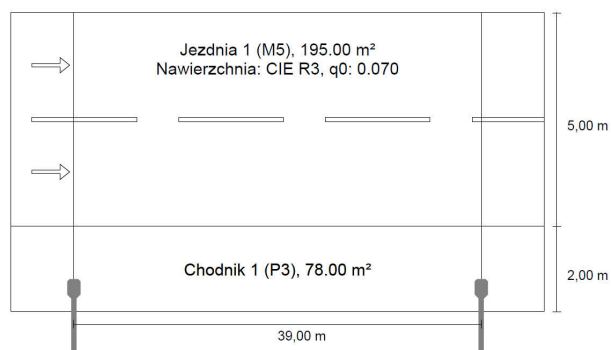 Jezdnia 1 (M5), 195.00 m²
Nawierzchnia: CIE R3, q0: 0.070
5,00 m
Chodnik 1 (P3), 78.00 m²
2,00 m
39,00 m